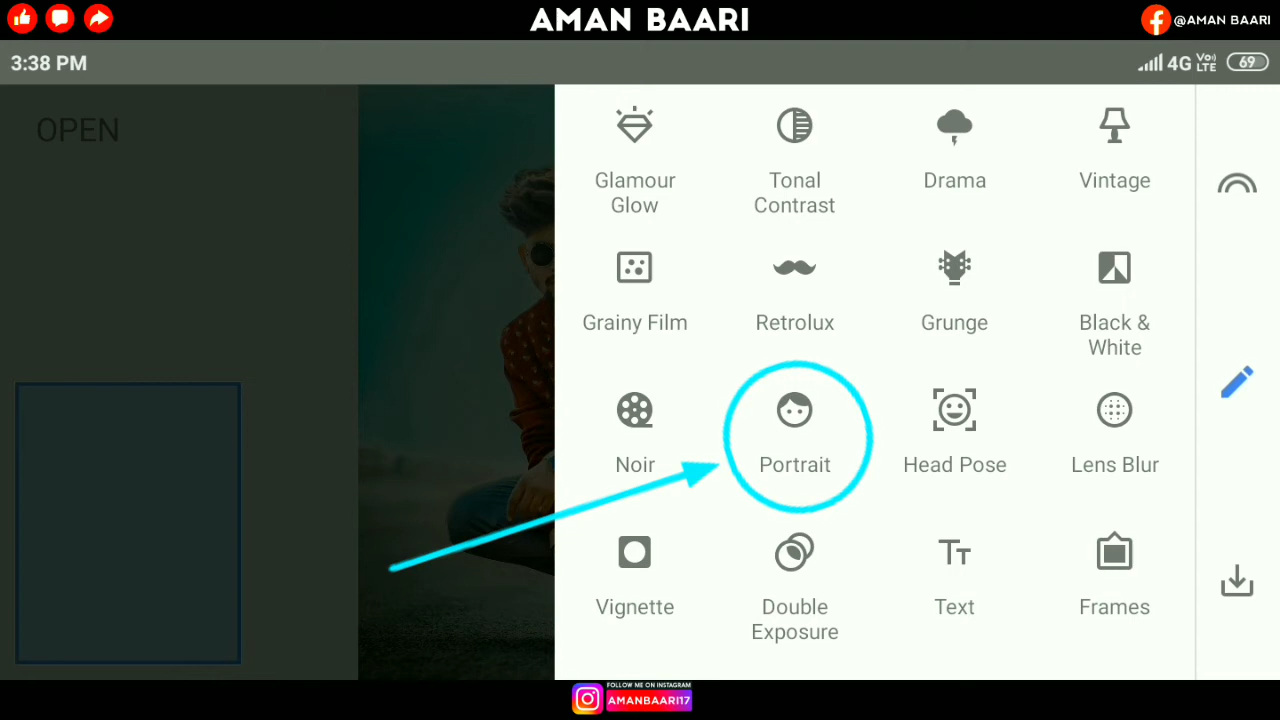 AMAN BAARI
@AMAN BAARI
3:38 PM
4G Vo)) LTE 69
OPEN
Glamour
Glow
Tonal
Contrast
Drama
Vintage
Grainy Film
Retrolux
Grunge
Black &
White
Noir
Portrait
Head Pose
Lens Blur
Vignette
Double
Exposure
Text
Frames
FOLLOW ME ON INSTAGRAM
AMANBAARI17